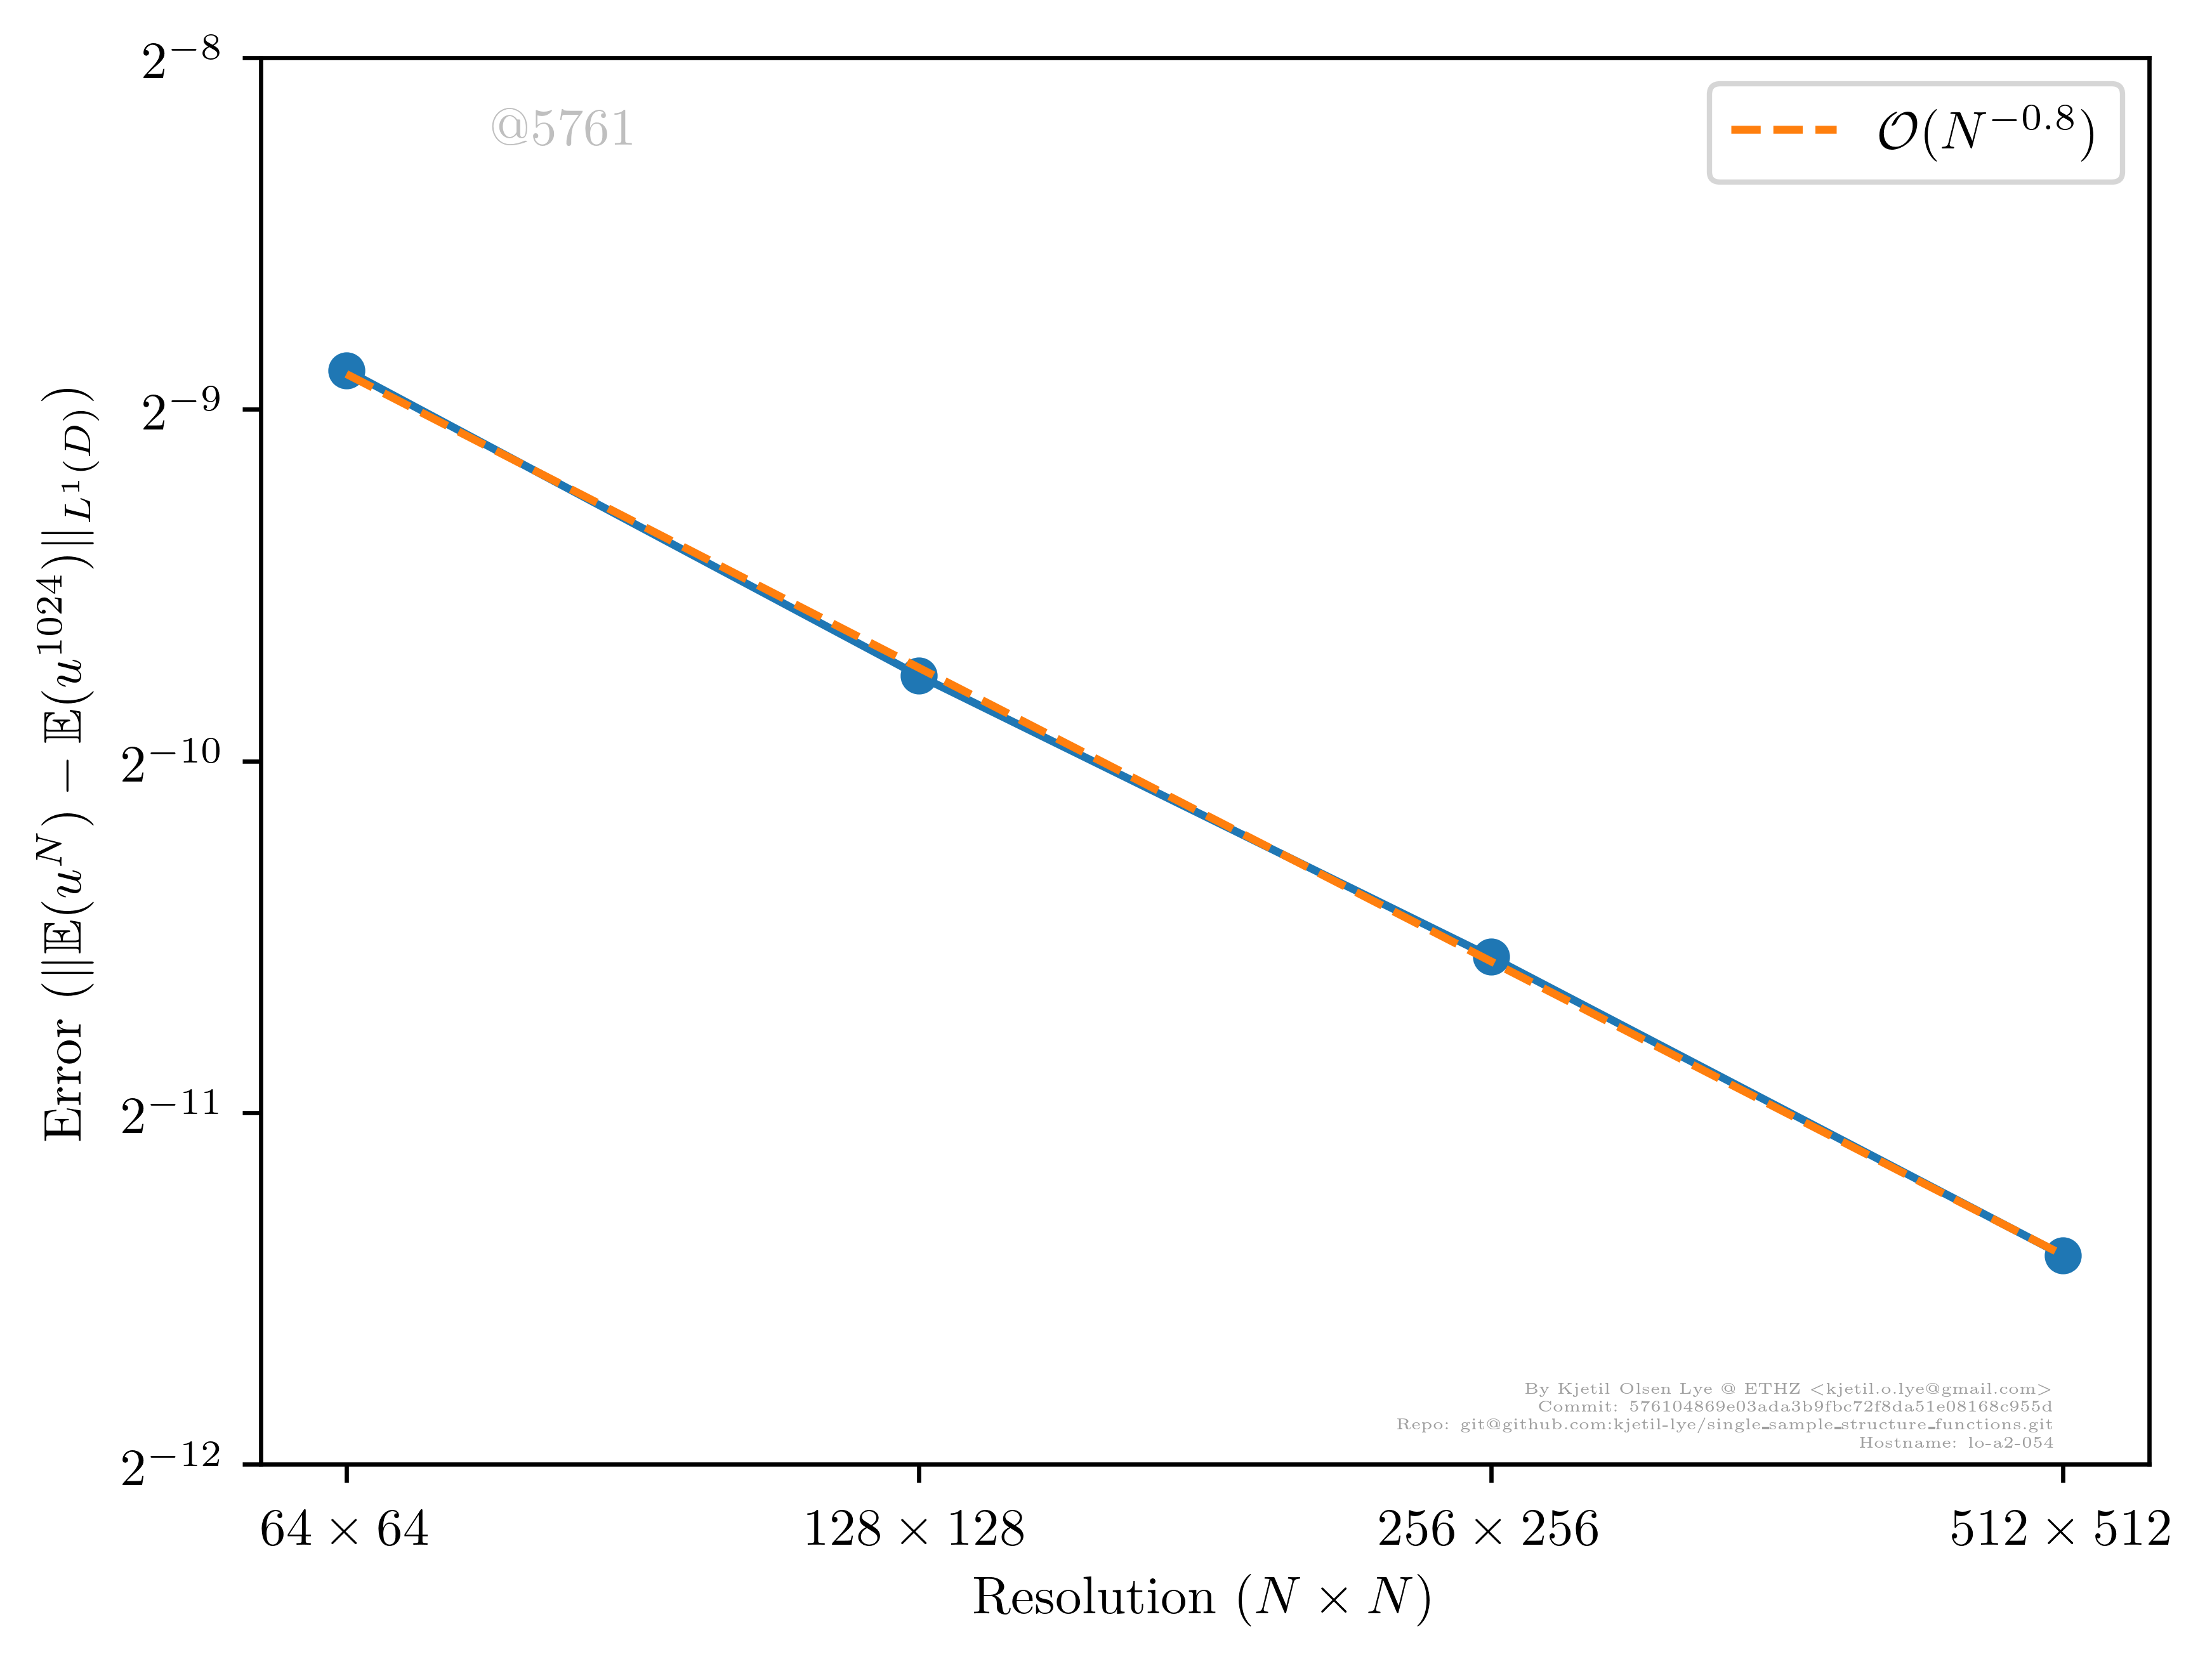 2^{-8}
@5761
O(N^{-0.8})
2^{-9}
2^{-10}
2^{-11}
2^{-12}
Error (||𝔼(u^N) − 𝔼(u^{1024})||_{L^1(D)})
By Kjetil Olsen Lye @ ETHZ <kjetil.o.lye@gmail.com>
Commit: 576104869e03ada3b9fbc72f8da51e08168c955d
Repo: git@github.com:kjetil-lye/single_sample_structure_functions.git
Hostname: lo-a2-054
64 × 64
128 × 128
256 × 256
512 × 512
Resolution (N × N)